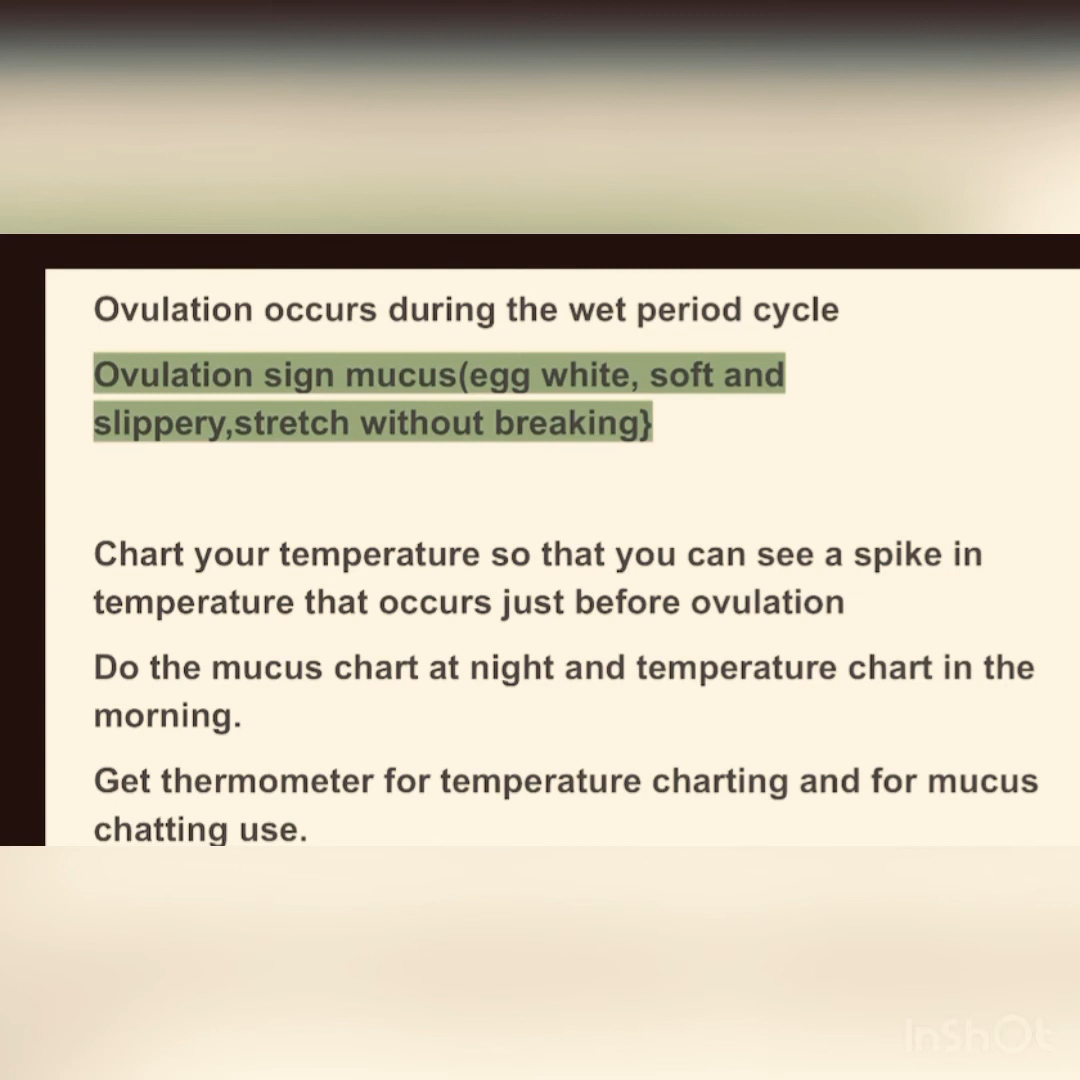 Ovulation occurs during the wet period cycle
Ovulation sign mucus(egg white, soft and
slippery,stretch without breaking}
Chart your temperature so that you can see a spike in
temperature that occurs just before ovulation
Do the mucus chart at night and temperature chart in the
morning.
Get thermometer for temperature charting and for mucus
chatting use.
InShOt